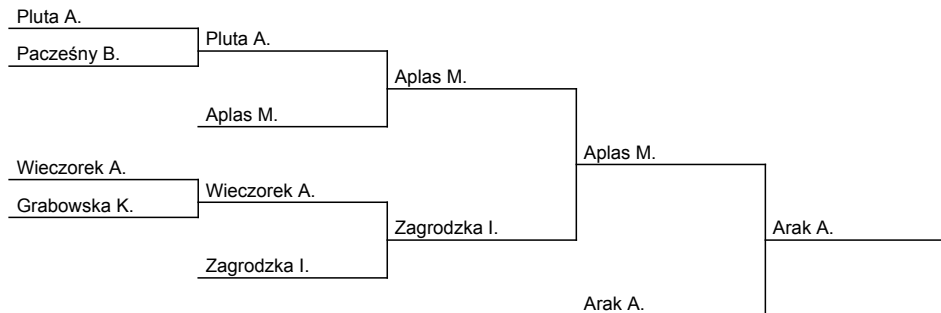 Pluta A.
Pacześny B.
Pluta A.
Aplas M.
Aplas M.
Wieczorek A.
Grabowska K.
Wieczorek A.
Zagrodzka I.
Zagrodzka I.
Aplas M.
Arak A.
Arak A.